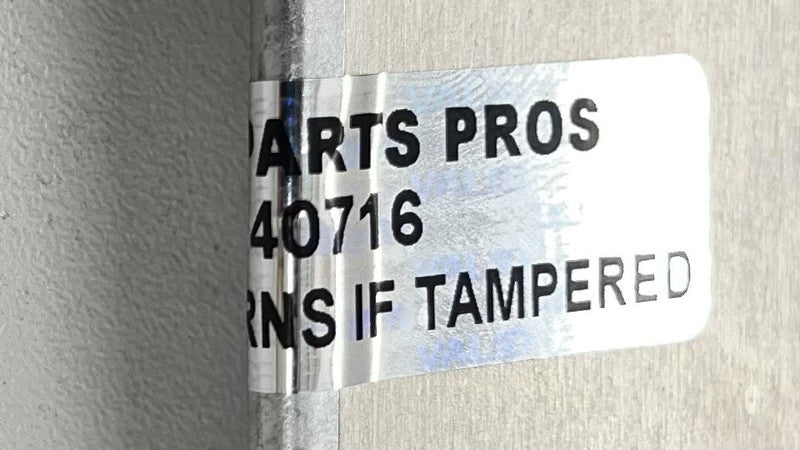 PARTS PROS
40716
RNS IF TAMPERED